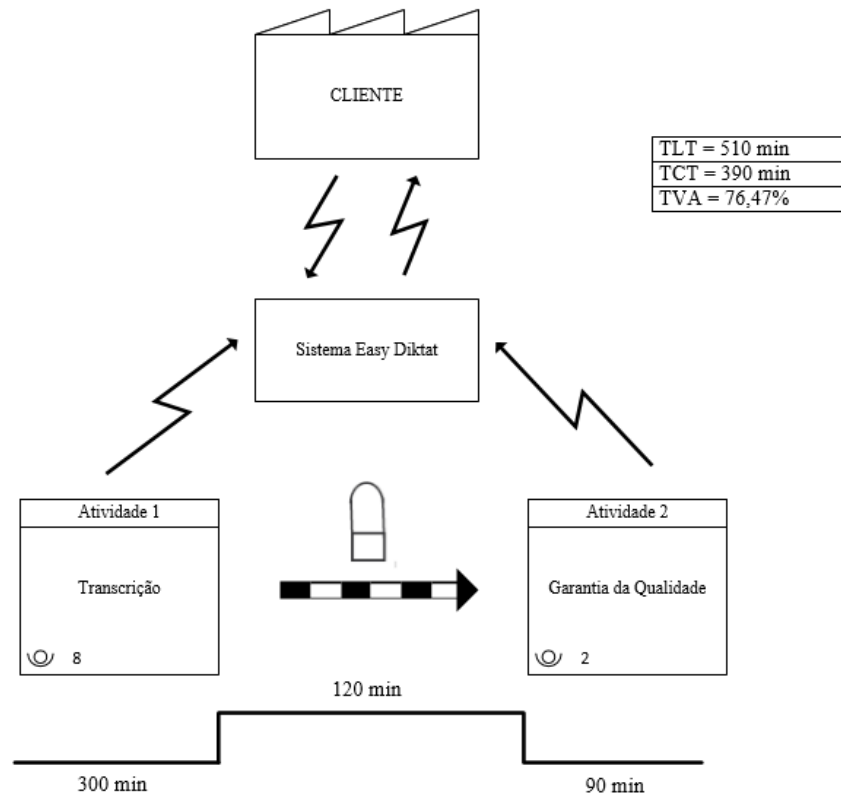 CLIENTE
TLT = 510 min
TCT = 390 min
TVA = 76,47%
Sistema Easy Diktat
Atividade 1
Transcrição
8
Atividade 2
Garantia da Qualidade
2
120 min
300 min
90 min